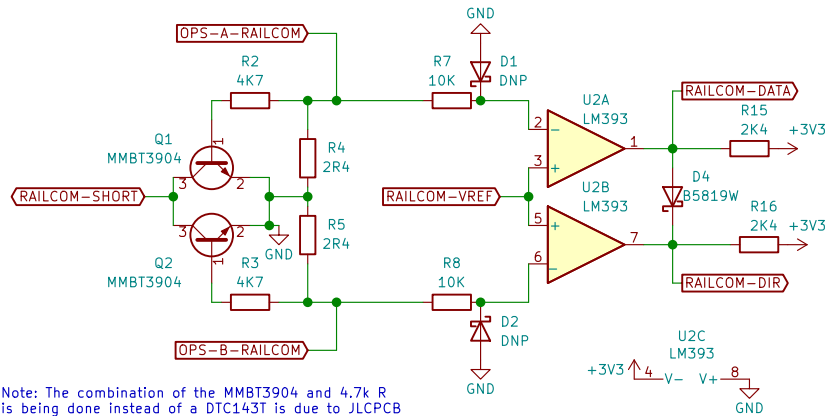 GND
OPS-A-RAILCOM
R2
4K7
R7
10K
D1
DNP
U2A
LM393
RAILCOM-DATA
R15
2K4
+3V3
Q1
MMBT3904
1
3
2
R4
2R4
2
−
3
+
1
RAILCOM-SHORT
RAILCOM-VREF
D4
B5819W
U2B
LM393
R5
2R4
5
+
6
−
7
R16
2K4
+3V3
3
2
1
GND
Q2
MMBT3904
R3
4K7
R8
10K
RAILCOM-DIR
D2
DNP
OPS-B-RAILCOM
GND
U2C
LM393
+3V3
4
V-
V+
8
GND
Note: The combination of the MMBT3904 and 4.7k R
is being done instead of a DTC143T is due to JLCPCB